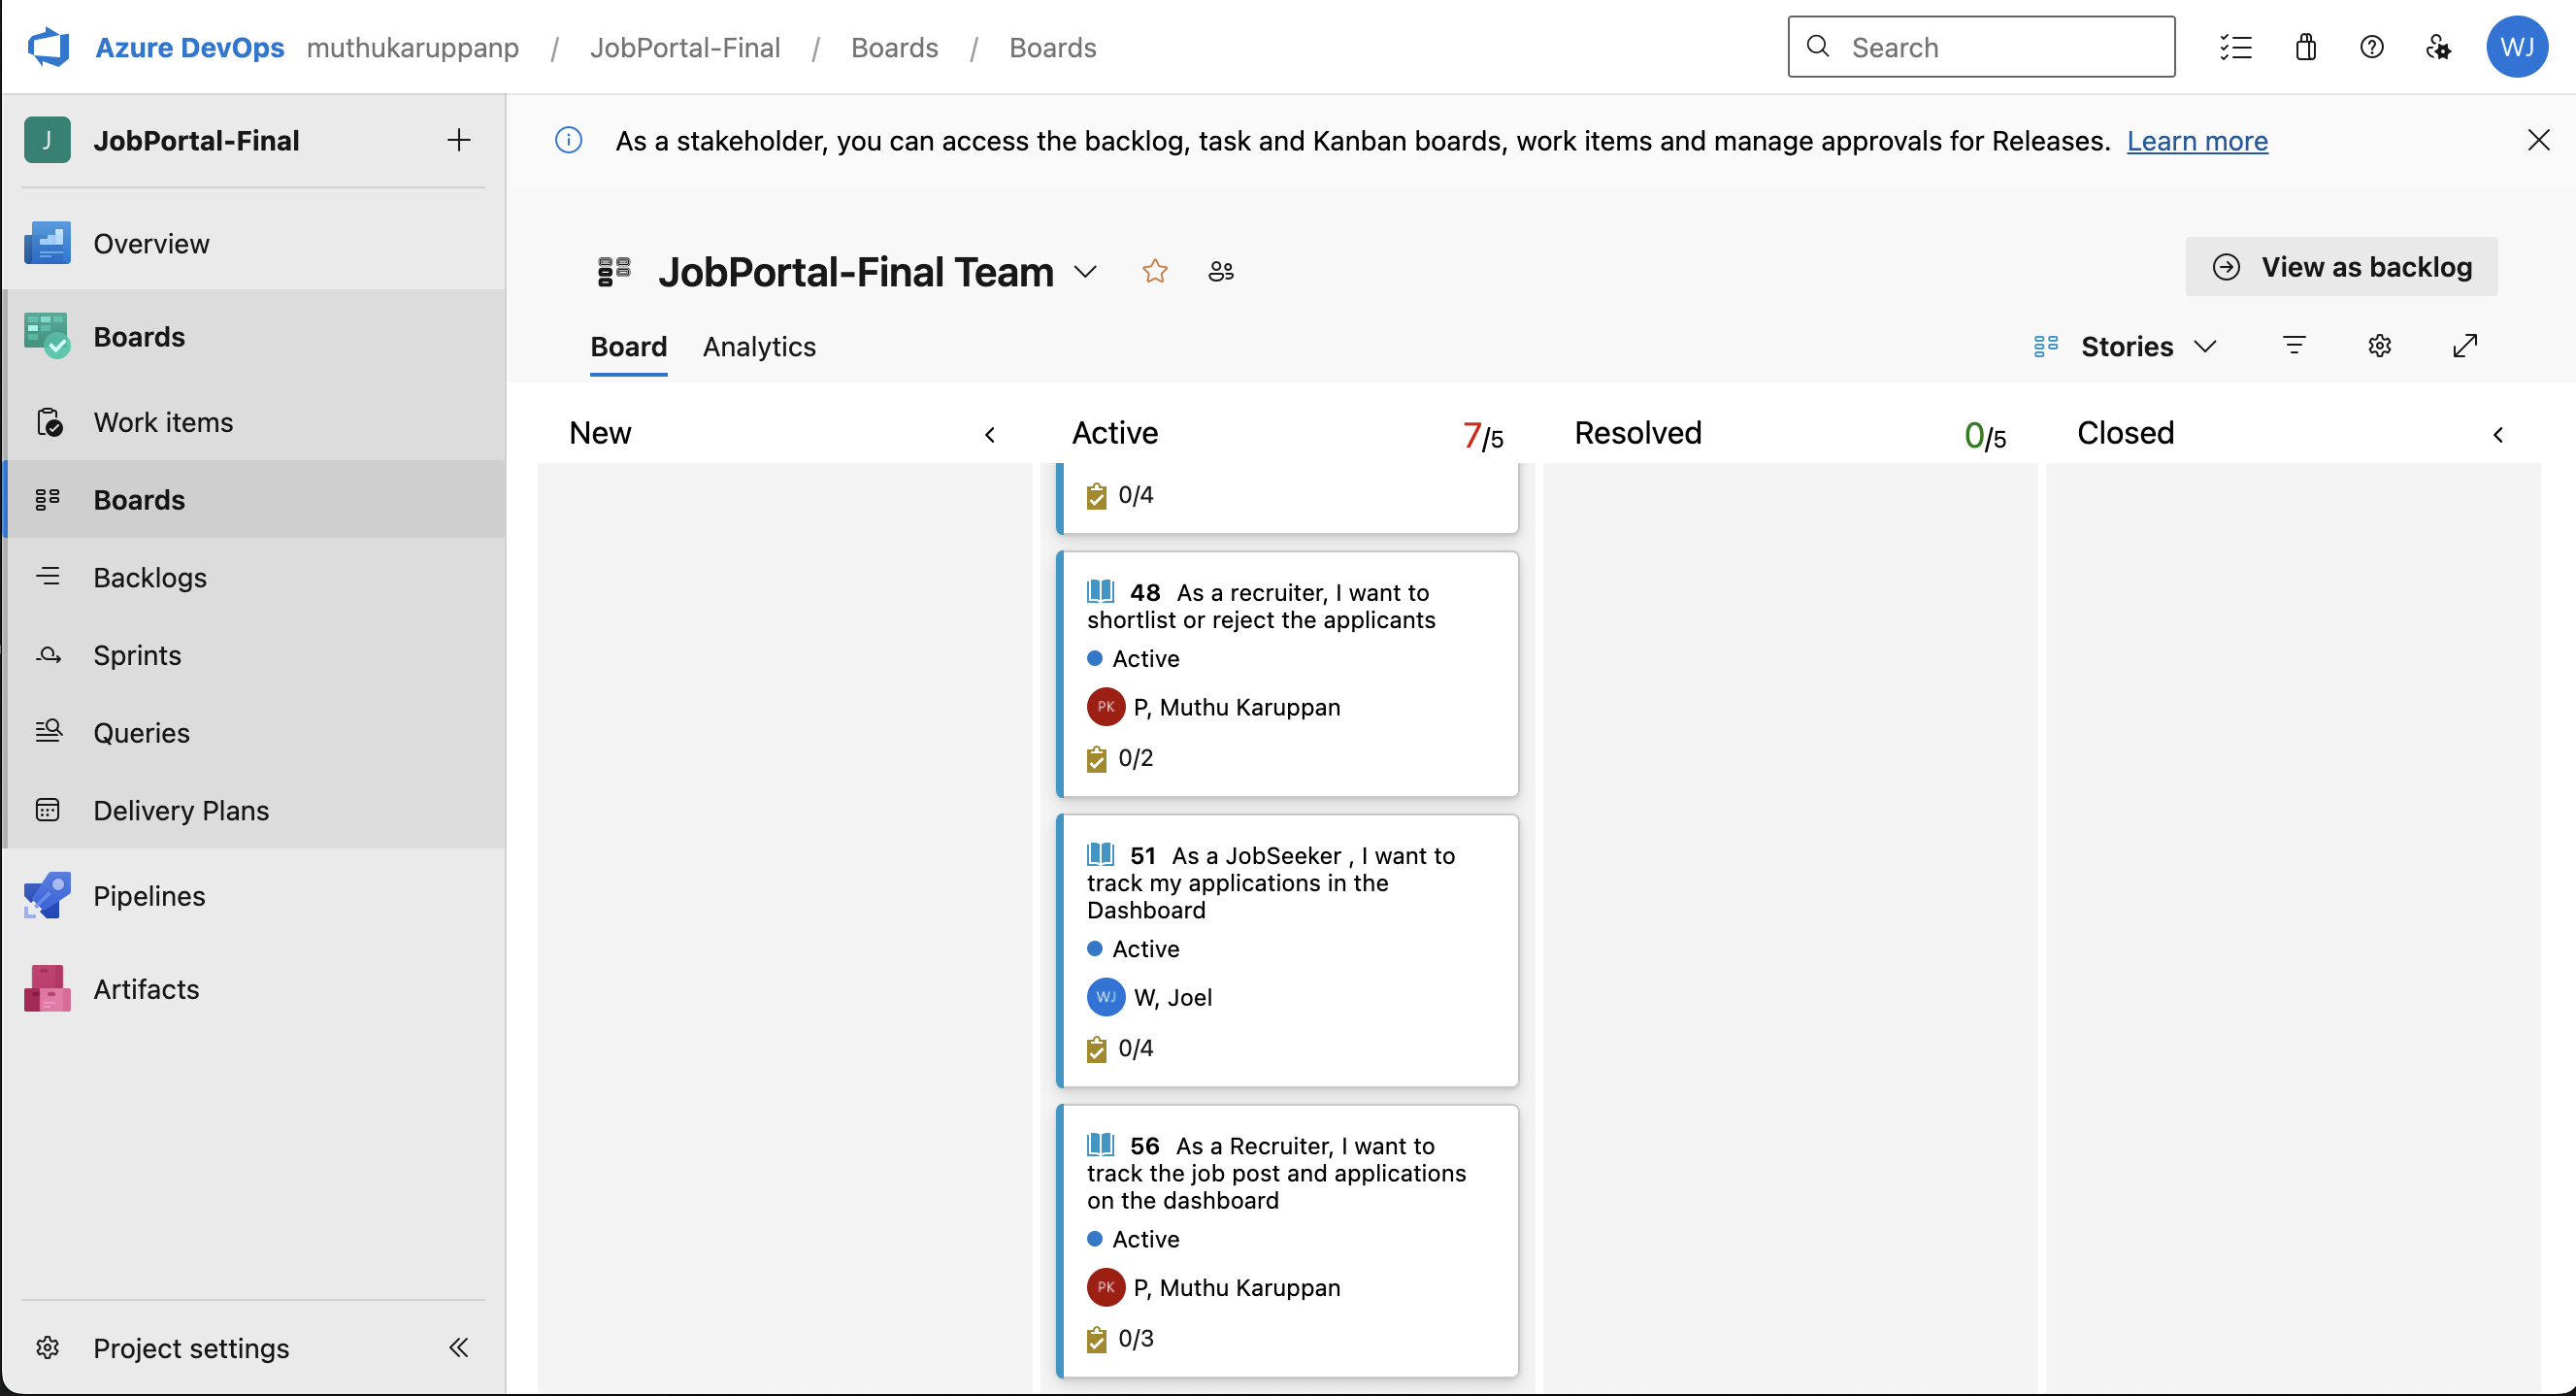 Azure DevOps muthukaruppanp / JobPortal-Final / Boards / Boards
Search
WJ
J JobPortal-Final
As a stakeholder, you can access the backlog, task and Kanban boards, work items and manage approvals for Releases. Learn more
Overview
Boards
Work items
Boards
Backlogs
Sprints
Queries
Delivery Plans
Pipelines
Artifacts
Project settings
JobPortal-Final Team
View as backlog
Board Analytics
Stories
New
Active 7/5
Resolved 0/5
Closed
0/4
48 As a recruiter, I want to
shortlist or reject the applicants
Active
PK P, Muthu Karuppan
0/2
51 As a JobSeeker , I want to
track my applications in the
Dashboard
Active
WJ W, Joel
0/4
56 As a Recruiter, I want to
track the job post and applications
on the dashboard
Active
PK P, Muthu Karuppan
0/3